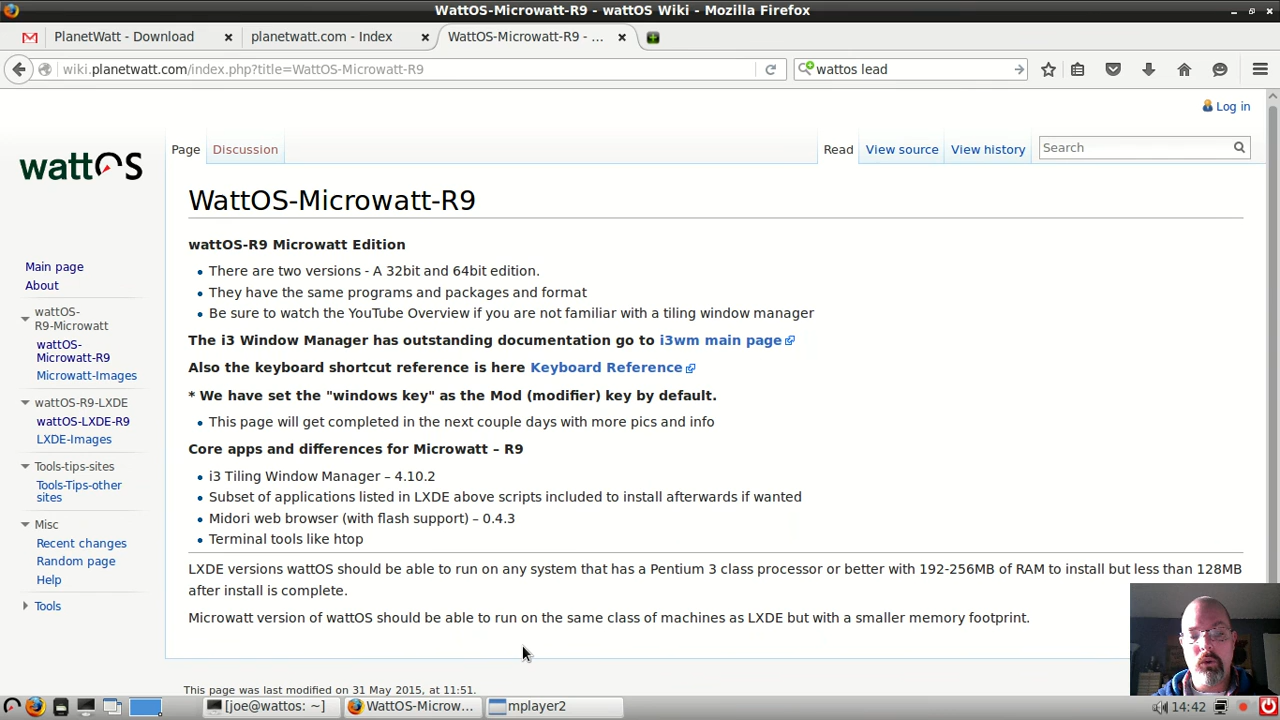 WattOS-Microwatt-R9 - wattOS Wiki - Mozilla Firefox
PlanetWatt - Download
planetwatt.com - Index
WattOS-Microwatt-R9 - ...
wiki.planetwatt.com/index.php?title=WattOS-Microwatt-R9
wattos lead
Log in
wattOS
Page
Discussion
Read
View source
View history
Search
WattOS-Microwatt-R9
wattOS-R9 Microwatt Edition
There are two versions - A 32bit and 64bit edition.
They have the same programs and packages and format
Be sure to watch the YouTube Overview if you are not familiar with a tiling window manager
The i3 Window Manager has outstanding documentation go to i3wm main page
Also the keyboard shortcut reference is here Keyboard Reference
* We have set the "windows key" as the Mod (modifier) key by default.
This page will get completed in the next couple days with more pics and info
Core apps and differences for Microwatt – R9
i3 Tiling Window Manager – 4.10.2
Subset of applications listed in LXDE above scripts included to install afterwards if wanted
Midori web browser (with flash support) – 0.4.3
Terminal tools like htop
LXDE versions wattOS should be able to run on any system that has a Pentium 3 class processor or better with 192-256MB of RAM to install but less than 128MB
after install is complete.
Microwatt version of wattOS should be able to run on the same class of machines as LXDE but with a smaller memory footprint.
This page was last modified on 31 May 2015, at 11:51.
Main page
About
wattOS-
R9-Microwatt
wattOS-
Microwatt-R9
Microwatt-Images
wattOS-R9-LXDE
wattOS-LXDE-R9
LXDE-Images
Tools-tips-sites
Tools-Tips-other
sites
Misc
Recent changes
Random page
Help
Tools
[joe@wattos: ~]
WattOS-Microw...
mplayer2
14:42